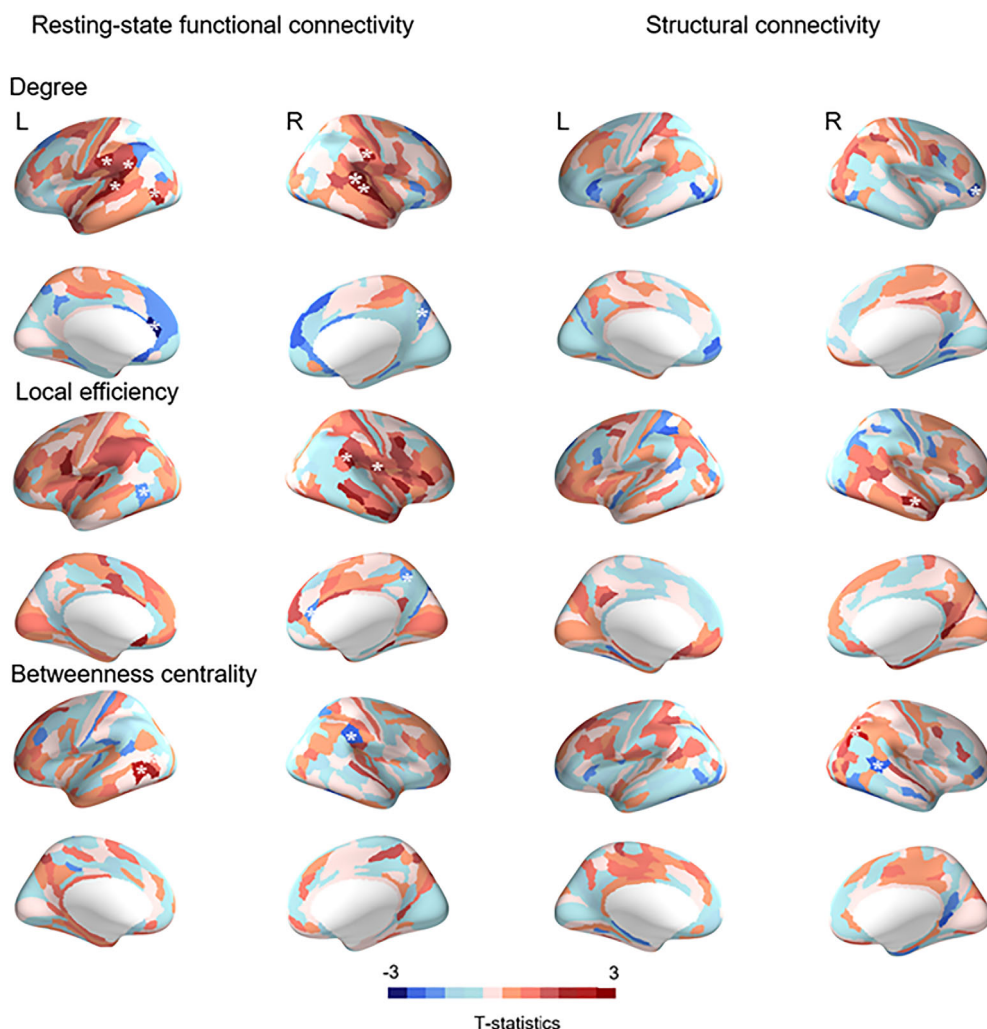 Resting-state functional connectivity Structural connectivity
Degree
L R L R
Local efficiency
Betweenness centrality
-3 3
T-statistics